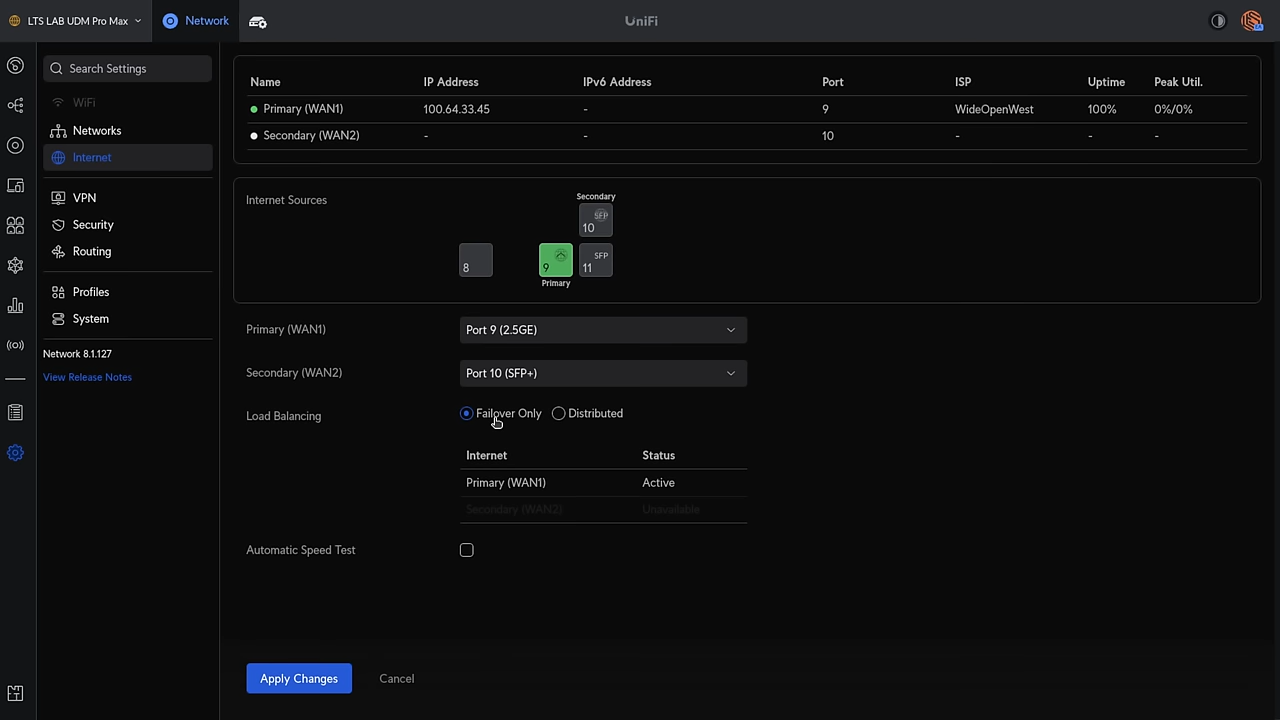 LTS LAB UDM Pro Max
Network
UniFi
Search Settings
WiFi
Networks
Internet
VPN
Security
Routing
Profiles
System
Network 8.1.127
View Release Notes
Name IP Address IPv6 Address Port ISP Uptime Peak Util.
Primary (WAN1) 100.64.33.45 - 9 WideOpenWest 100% 0%/0%
Secondary (WAN2) - - 10 - - -
Internet Sources
Secondary
SFP
10
8
9
SFP
11
Primary
Primary (WAN1) Port 9 (2.5GE)
Secondary (WAN2) Port 10 (SFP+)
Load Balancing Failover Only Distributed
Internet Status
Primary (WAN1) Active
Secondary (WAN2) Unavailable
Automatic Speed Test
Apply Changes Cancel